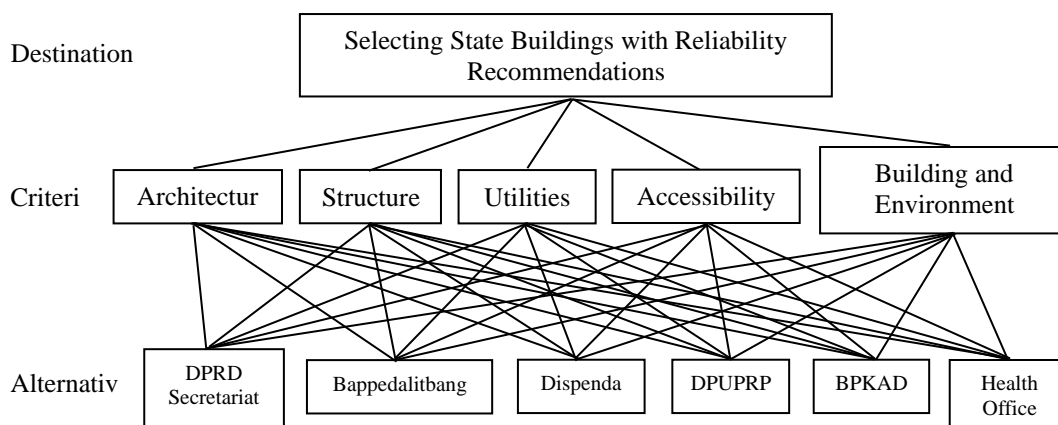 Destination
Selecting State Buildings with Reliability
Recommendations
Criteri
Architectur
Structure
Utilities
Accessibility
Building and
Environment
Alternativ
DPRD
Secretariat
Bappedalitbang
Dispenda
DPUPRP
BPKAD
Health
Office